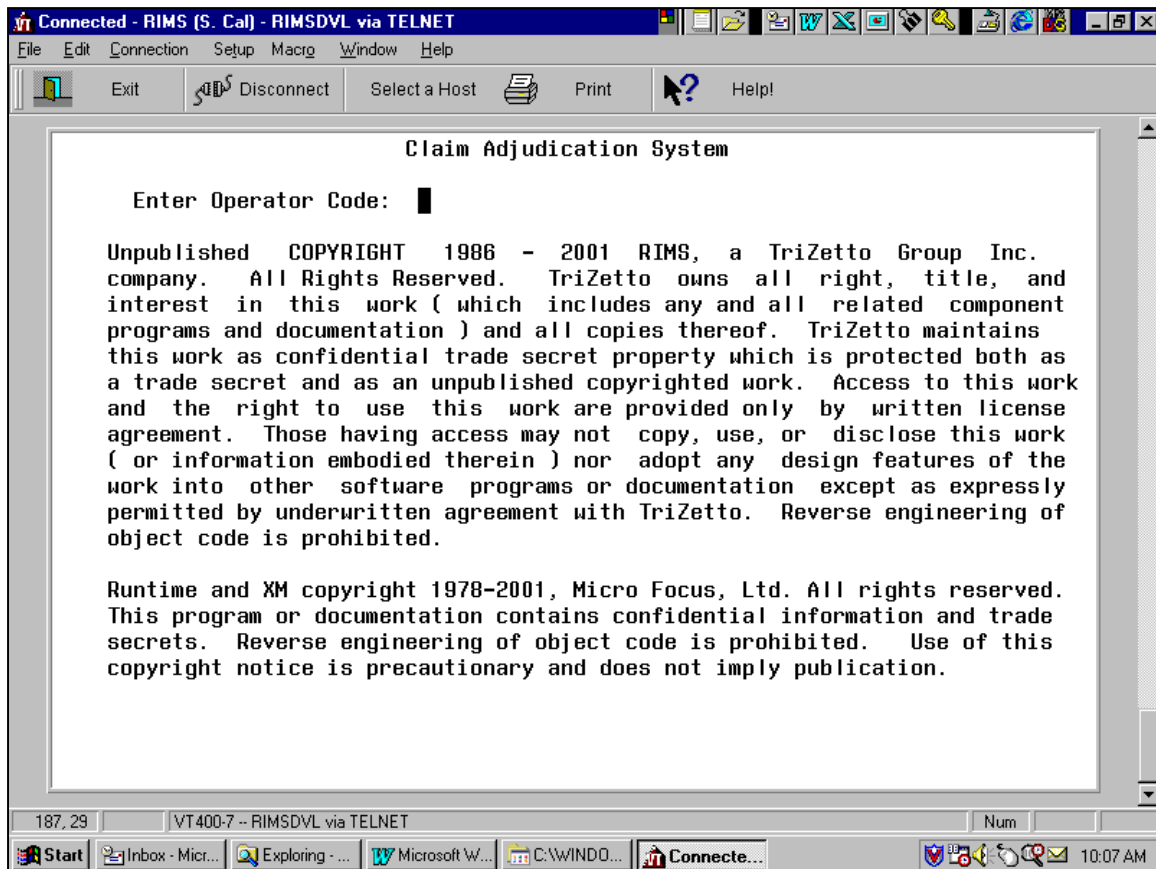 Connected - RIMS (S. Cal) - RIMSDVL via TELNET
File Edit Connection Setup Macro Window Help
Exit Disconnect Select a Host Print Help!
Claim Adjudication System
Enter Operator Code:
Unpublished COPYRIGHT 1986 - 2001 RIMS, a TriZetto Group Inc.
company. All Rights Reserved. TriZetto owns all right, title, and
interest in this work ( which includes any and all related component
programs and documentation ) and all copies thereof. TriZetto maintains
this work as confidential trade secret property which is protected both as
a trade secret and as an unpublished copyrighted work. Access to this work
and the right to use this work are provided only by written license
agreement. Those having access may not copy, use, or disclose this work
( or information embodied therein ) nor adopt any design features of the
work into other software programs or documentation except as expressly
permitted by underwritten agreement with TriZetto. Reverse engineering of
object code is prohibited.
Runtime and XM copyright 1978-2001, Micro Focus, Ltd. All rights reserved.
This program or documentation contains confidential information and trade
secrets. Reverse engineering of object code is prohibited. Use of this
copyright notice is precautionary and does not imply publication.
187, 29 VT400-7 -- RIMSDVL via TELNET Num
Start Inbox - Micr... Exploring - ... Microsoft W... C:\WINDO... Connecte... 10:07 AM